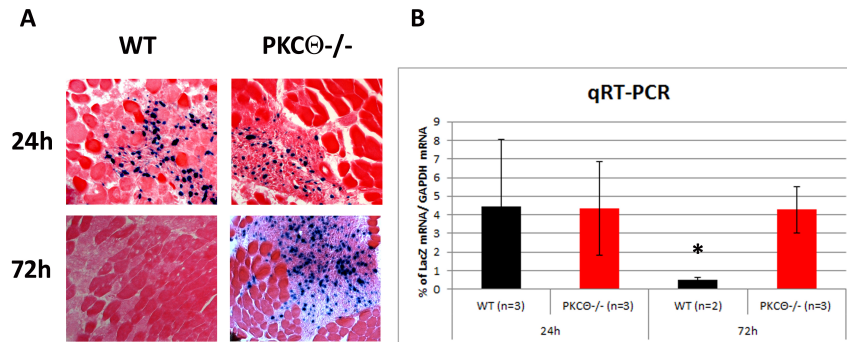 A
WT
PKCΘ-/-
24h
72h
B
qRT-PCR
% of LacZ mRNA/ GAPDH mRNA
9
8
7
6
5
4
3
2
1
0
*
WT (n=3)
PKCΘ-/- (n=3)
WT (n=2)
PKCΘ-/- (n=3)
24h
72h